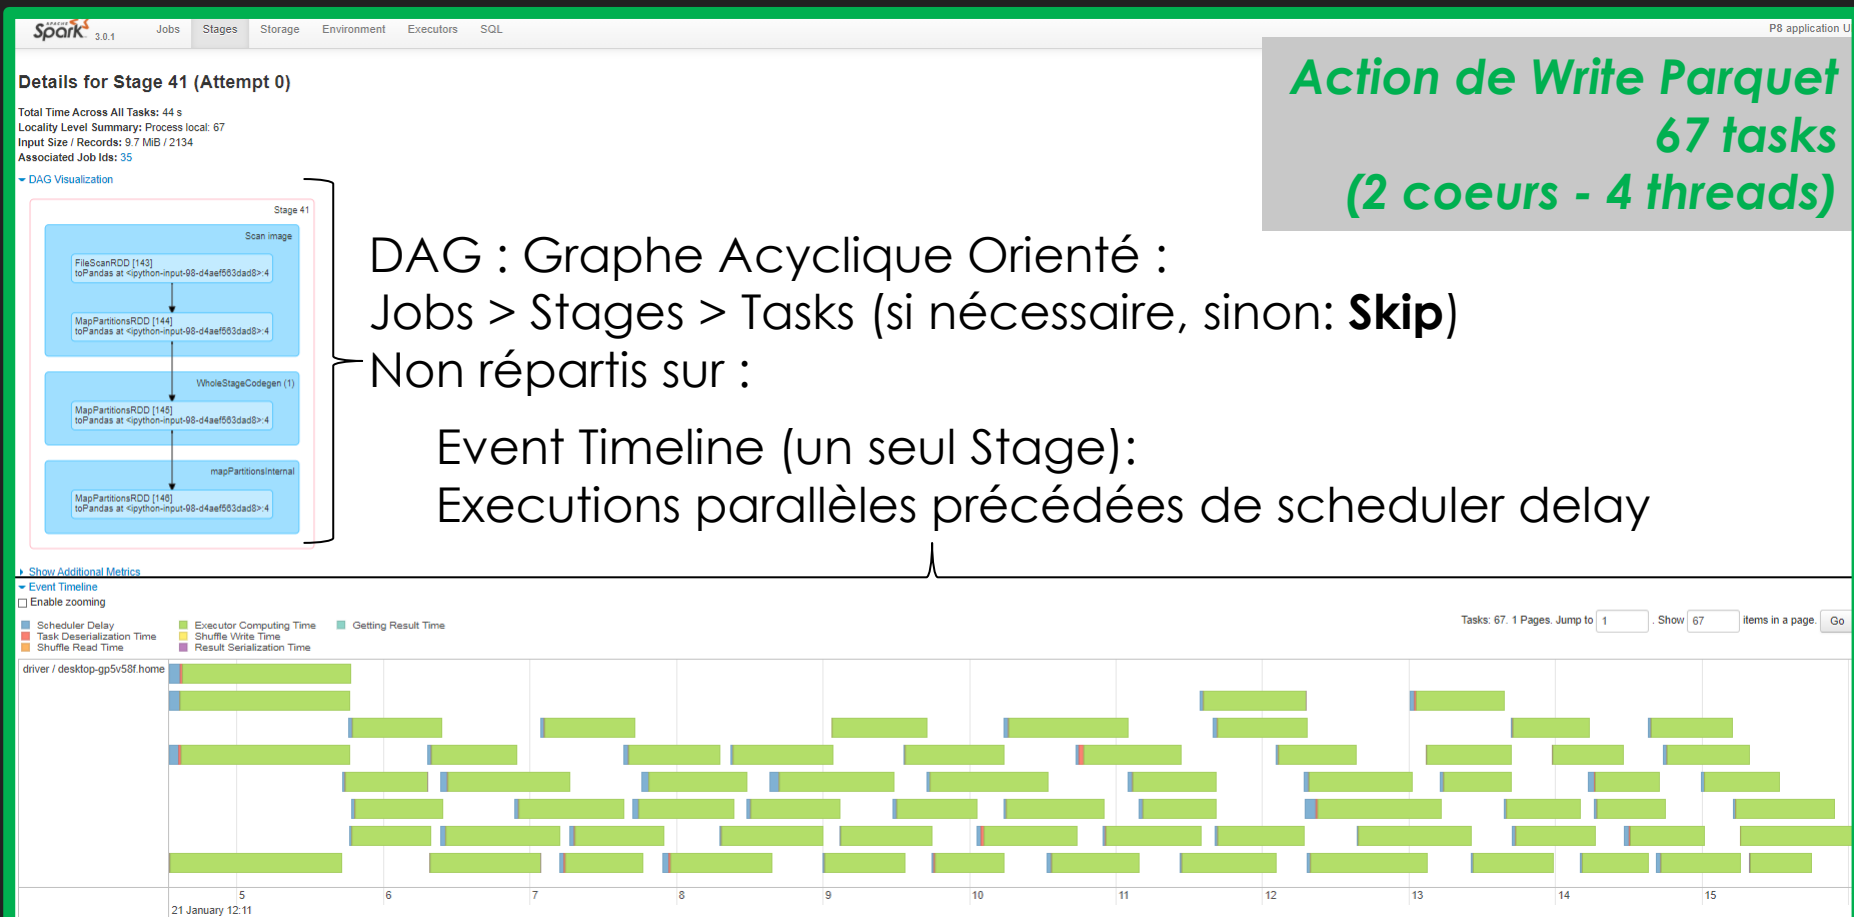 APACHE
Spark 3.0.1 Jobs Stages Storage Environment Executors SQL P8 application U
Action de Write Parquet
67 tasks
(2 coeurs - 4 threads)
Details for Stage 41 (Attempt 0)
Total Time Across All Tasks: 44 s
Locality Level Summary: Process local: 67
Input Size / Records: 9.7 MiB / 2134
Associated Job Ids: 35
DAG Visualization
Stage 41
Scan image
FileScanRDD [143]
toPandas at <ipython-input-98-d4aef563dad8>:4
MapPartitionsRDD [144]
toPandas at <ipython-input-98-d4aef563dad8>:4
WholeStageCodegen (1)
MapPartitionsRDD [145]
toPandas at <ipython-input-98-d4aef563dad8>:4
mapPartitionsInternal
MapPartitionsRDD [146]
toPandas at <ipython-input-98-d4aef563dad8>:4
DAG : Graphe Acyclique Orienté :
Jobs > Stages > Tasks (si nécessaire, sinon: Skip)
Non répartis sur :
Event Timeline (un seul Stage):
Executions parallèles précédées de scheduler delay
Show Additional Metrics
Event Timeline
Enable zooming
Scheduler Delay
Task Deserialization Time
Shuffle Read Time
Executor Computing Time
Shuffle Write Time
Result Serialization Time
Getting Result Time
Tasks: 67. 1 Pages. Jump to 1 . Show 67 items in a page. Go
driver / desktop-gp5v58f.home
5 6 7 8 9 10 11 12 13 14 15
21 January 12:11